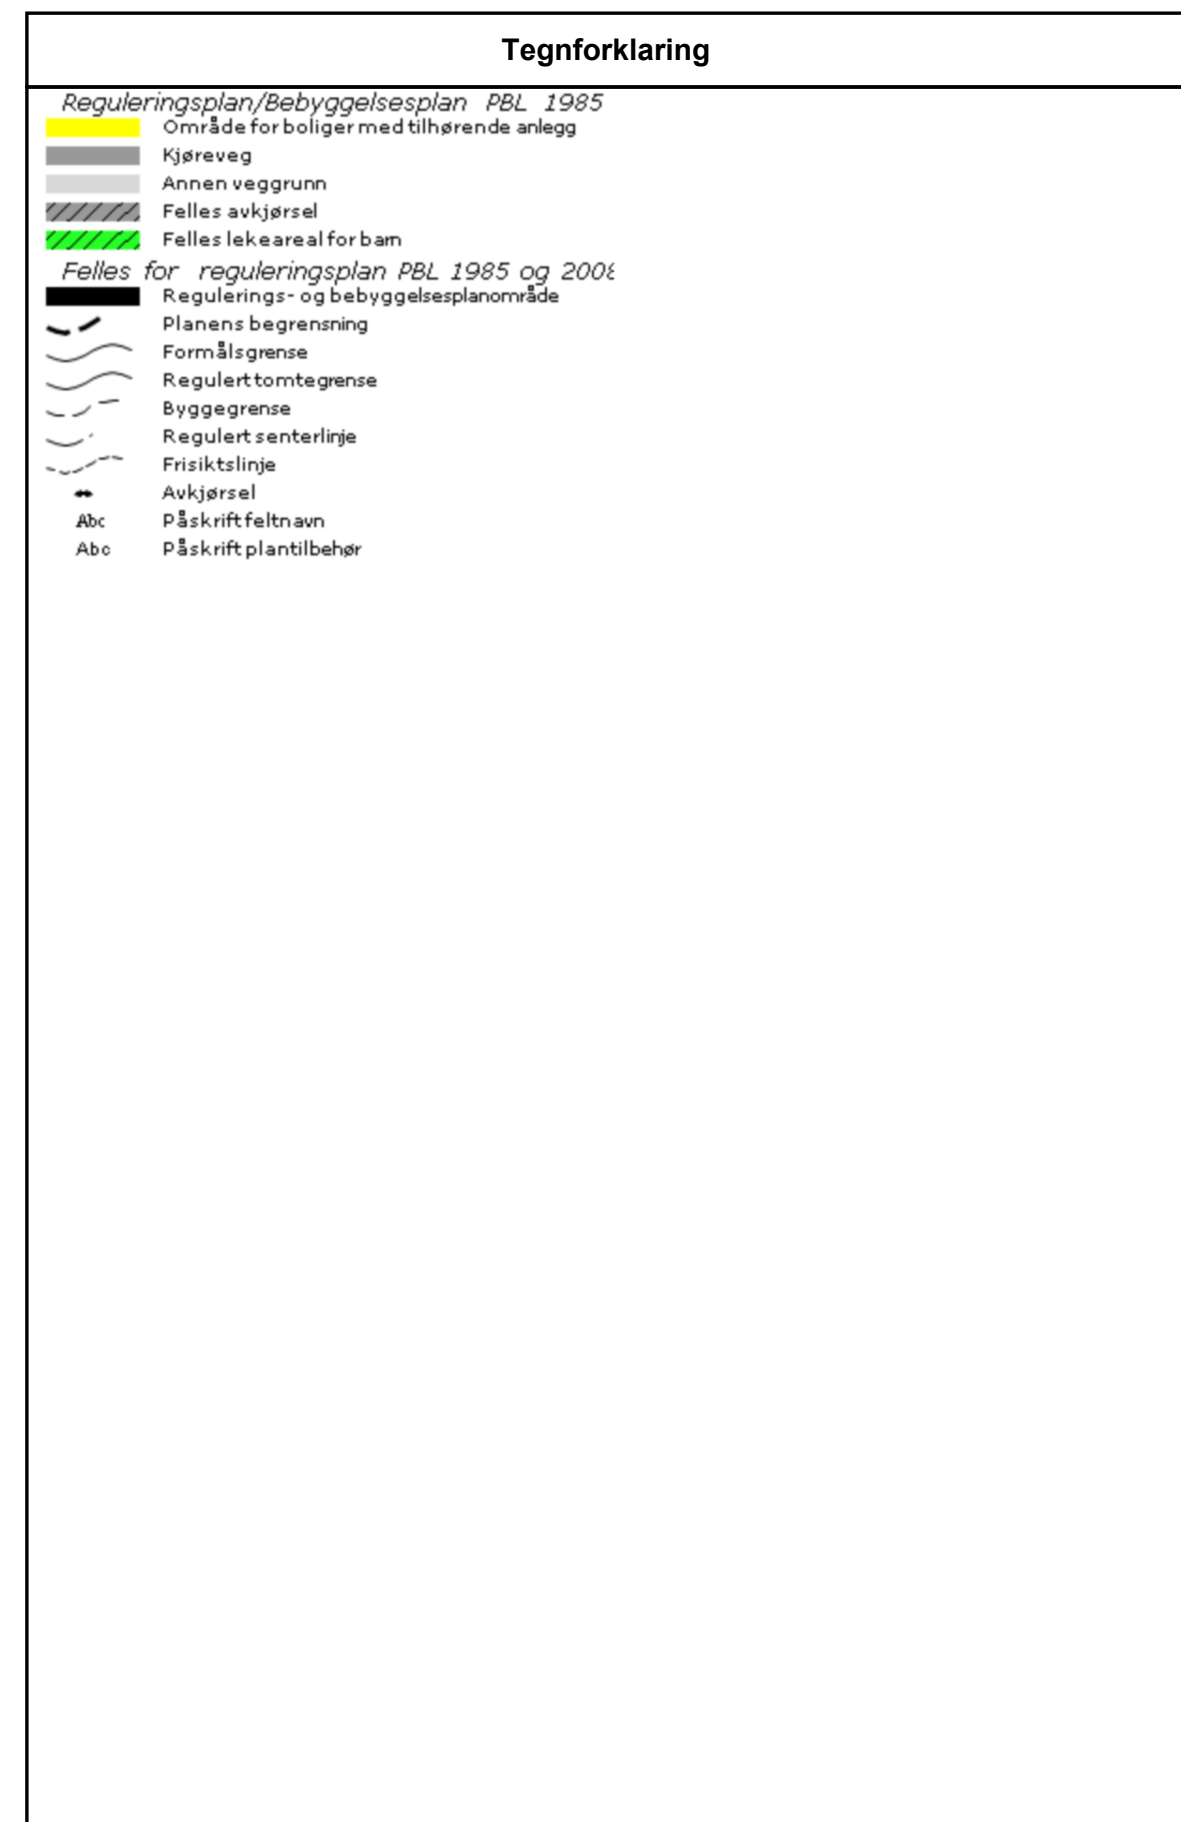 Tegnforklaring
Reguleringsplan/Bebyggelsesplan PBL 1985
Område for boliger med tilhørende anlegg
Kjøreveg
Annen veggrunn
Felles avkjørsel
Felles lekeareal for barn
Felles for reguleringsplan PBL 1985 og 2008
Regulerings- og bebyggelsesplanområde
Planens begrensning
Formålsgrense
Regulert tomtegrense
Byggegrense
Regulert senterlinje
Frisiktslinje
Avkjørsel
Abc Påskrift feltnavn
Abc Påskrift plantilbehør